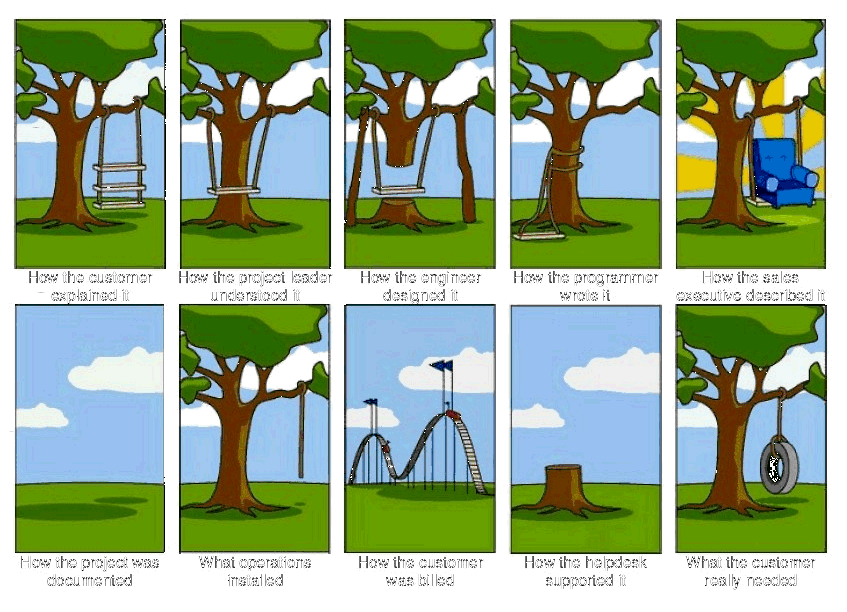 How the customer
explained it
How the project leader
understood it
How the engineer
designed it
How the programmer
wrote it
How the sales
executive described it
How the project was
documented
What operations
installed
How the customer
was billed
How the helpdesk
supported it
What the customer
really needed